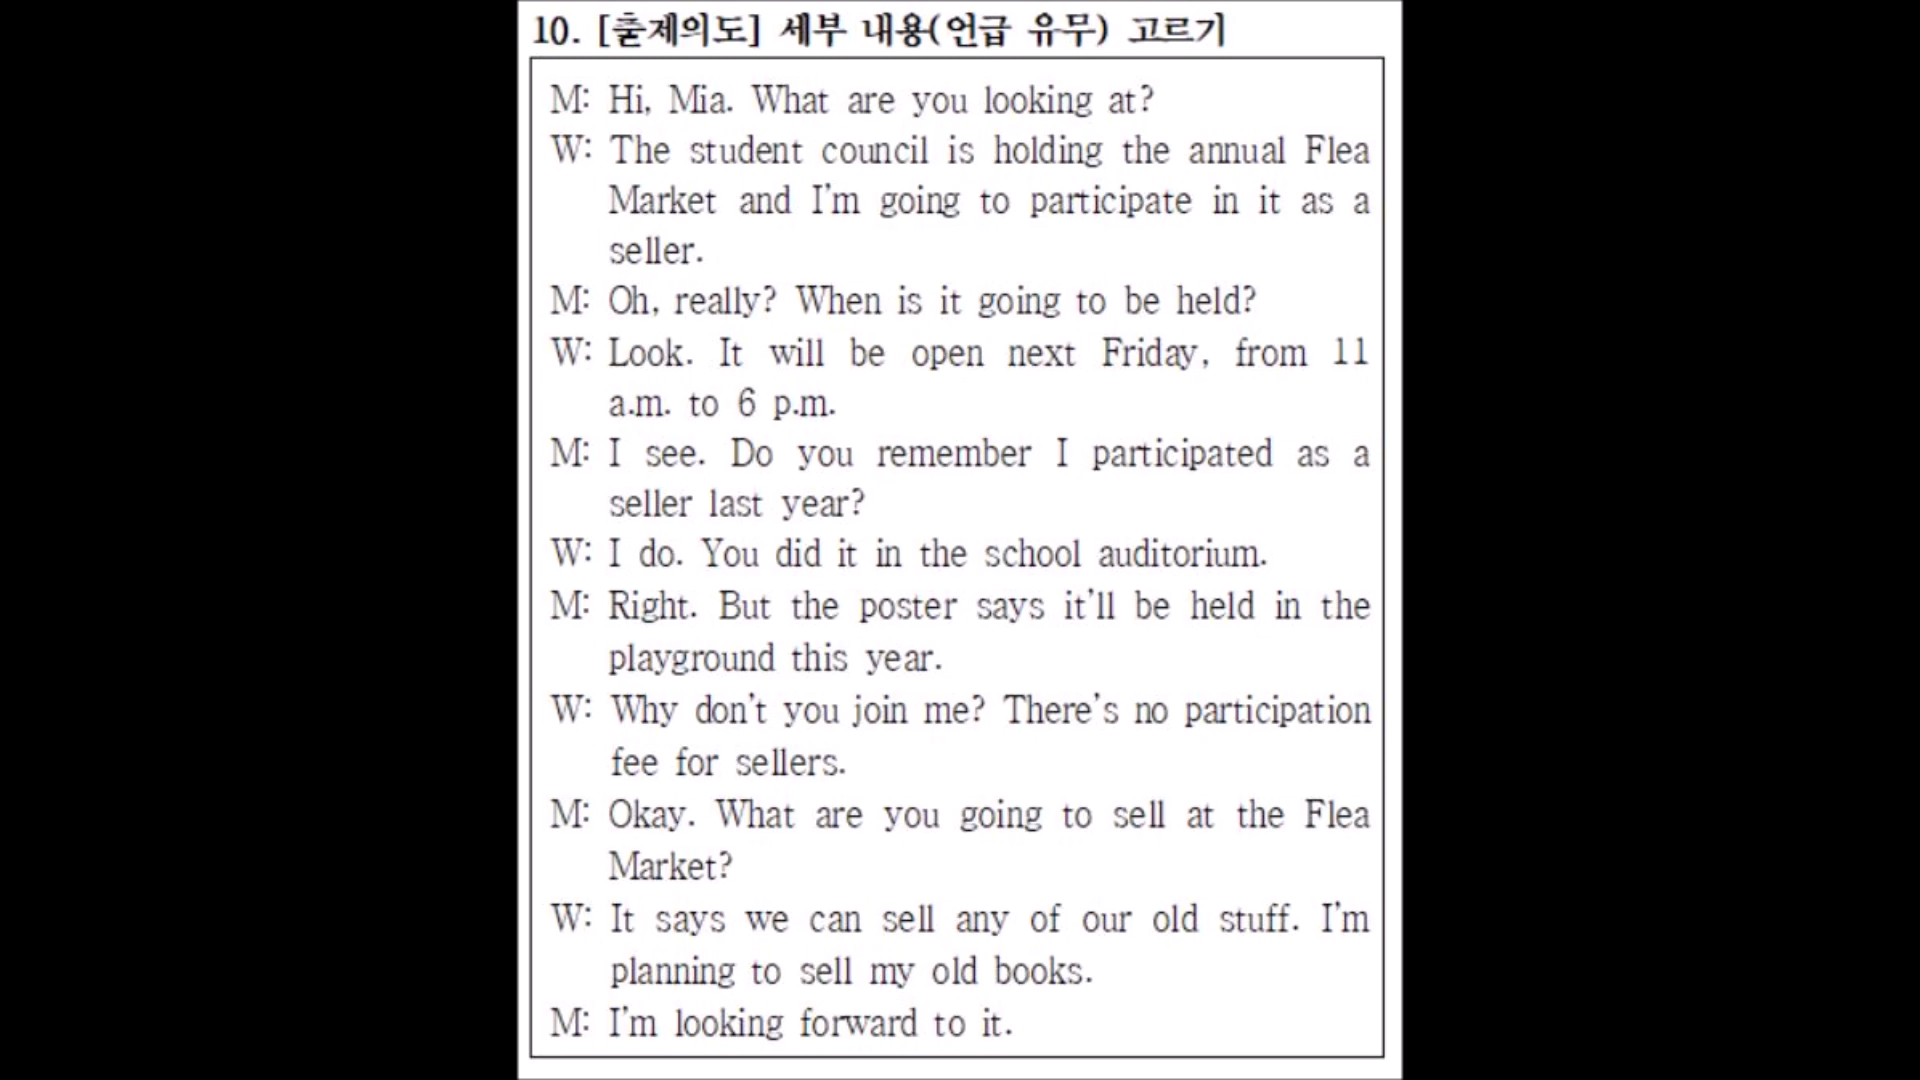 10. [출제의도] 세부 내용(언급 유무) 고르기
M: Hi, Mia. What are you looking at?
W: The student council is holding the annual Flea
Market and I'm going to participate in it as a
seller.
M: Oh, really? When is it going to be held?
W: Look. It will be open next Friday, from 11
a.m. to 6 p.m.
M: I see. Do you remember I participated as a
seller last year?
W: I do. You did it in the school auditorium.
M: Right. But the poster says it'll be held in the
playground this year.
W: Why don't you join me? There's no participation
fee for sellers.
M: Okay. What are you going to sell at the Flea
Market?
W: It says we can sell any of our old stuff. I'm
planning to sell my old books.
M: I'm looking forward to it.